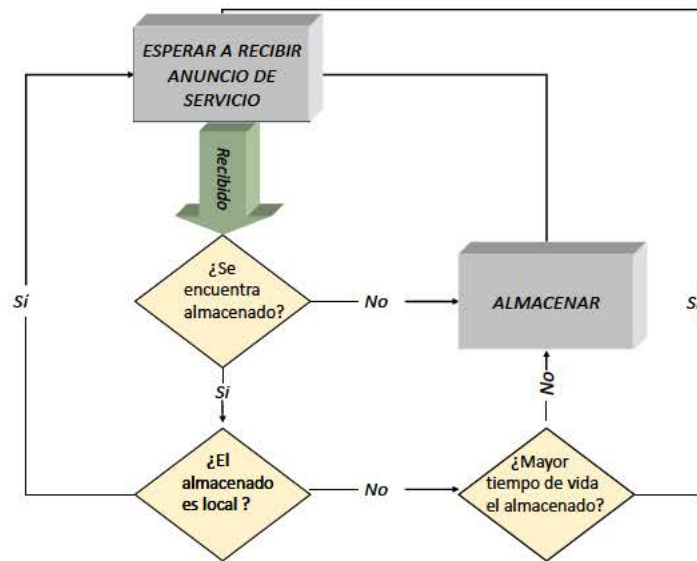 ESPERAR A RECIBIR
ANUNCIO DE
SERVICIO
Recibido
¿Se
encuentra
almacenado?
No
ALMACENAR
Si
Si
Si
No
¿El
almacenado
es local ?
No
¿Mayor
tiempo de vida
el almacenado?